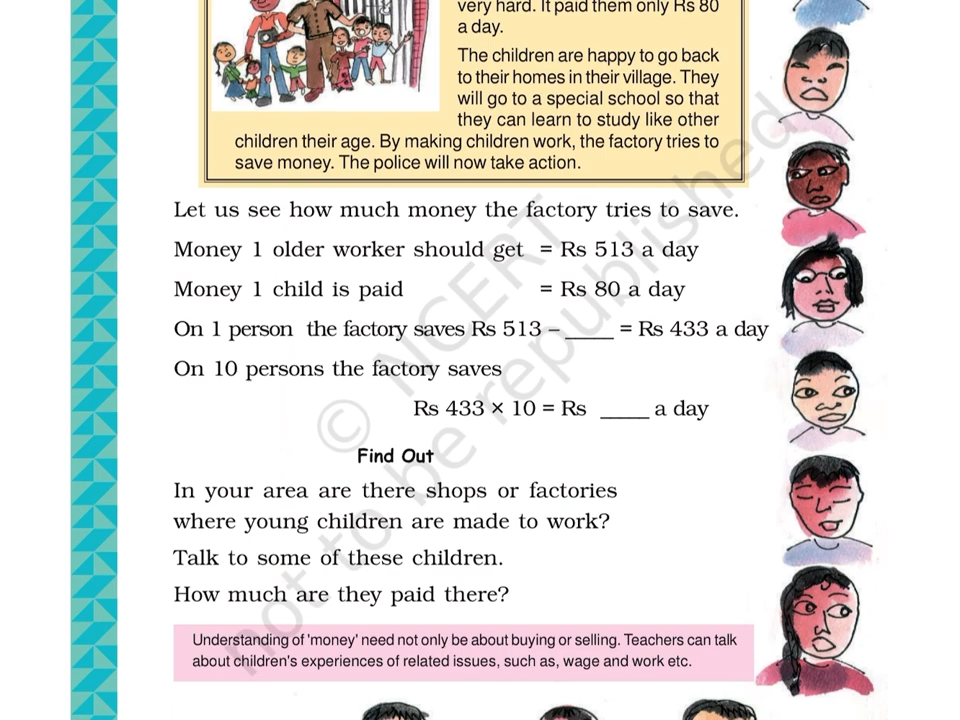 very hard. It paid them only Rs 80
a day.
The children are happy to go back
to their homes in their village. They
will go to a special school so that
they can learn to study like other
children their age. By making children work, the factory tries to
save money. The police will now take action.
Let us see how much money the factory tries to save.
Money 1 older worker should get = Rs 513 a day
Money 1 child is paid = Rs 80 a day
On 1 person the factory saves Rs 513 – _____ = Rs 433 a day
On 10 persons the factory saves
Rs 433 × 10 = Rs _____ a day
Find Out
In your area are there shops or factories
where young children are made to work?
Talk to some of these children.
How much are they paid there?
Understanding of 'money' need not only be about buying or selling. Teachers can talk
about children's experiences of related issues, such as, wage and work etc.
© NCERT
not to be republished